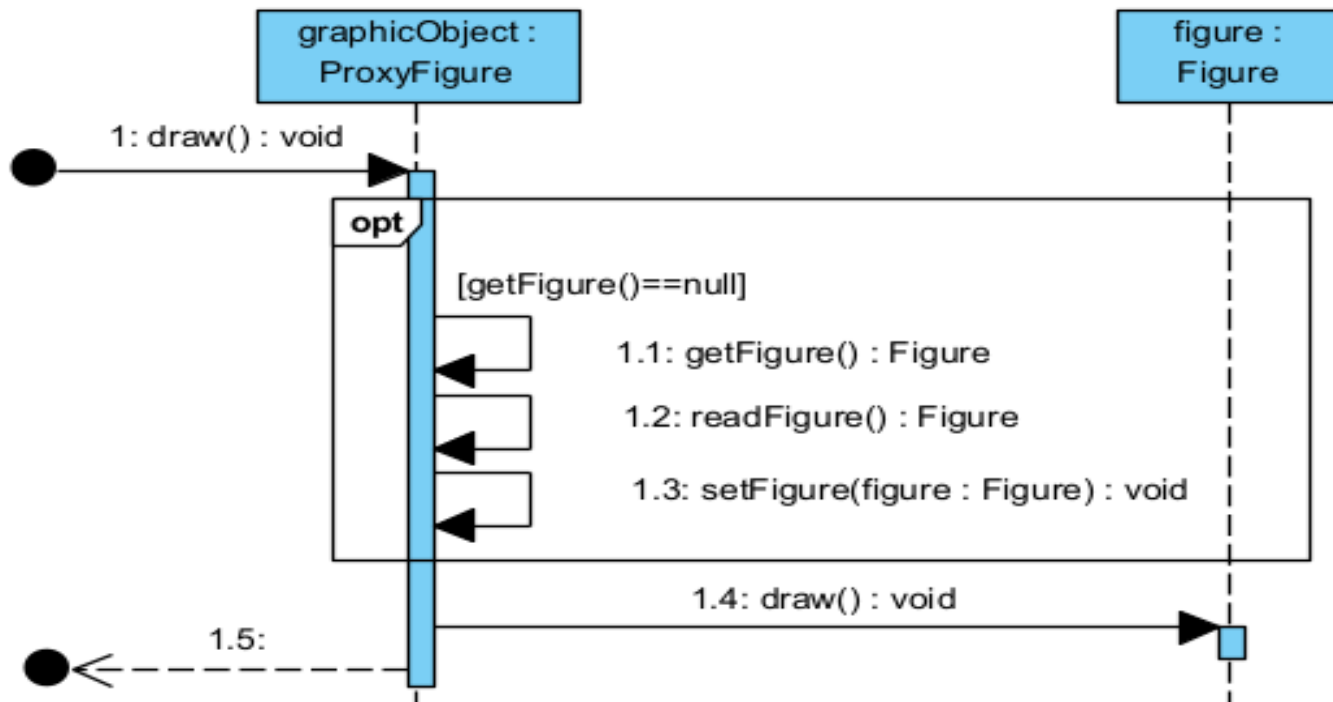 graphicObject :
ProxyFigure
figure :
Figure
1: draw() : void
opt
[getFigure()==null]
1.1: getFigure() : Figure
1.2: readFigure() : Figure
1.3: setFigure(figure : Figure) : void
1.4: draw() : void
1.5: